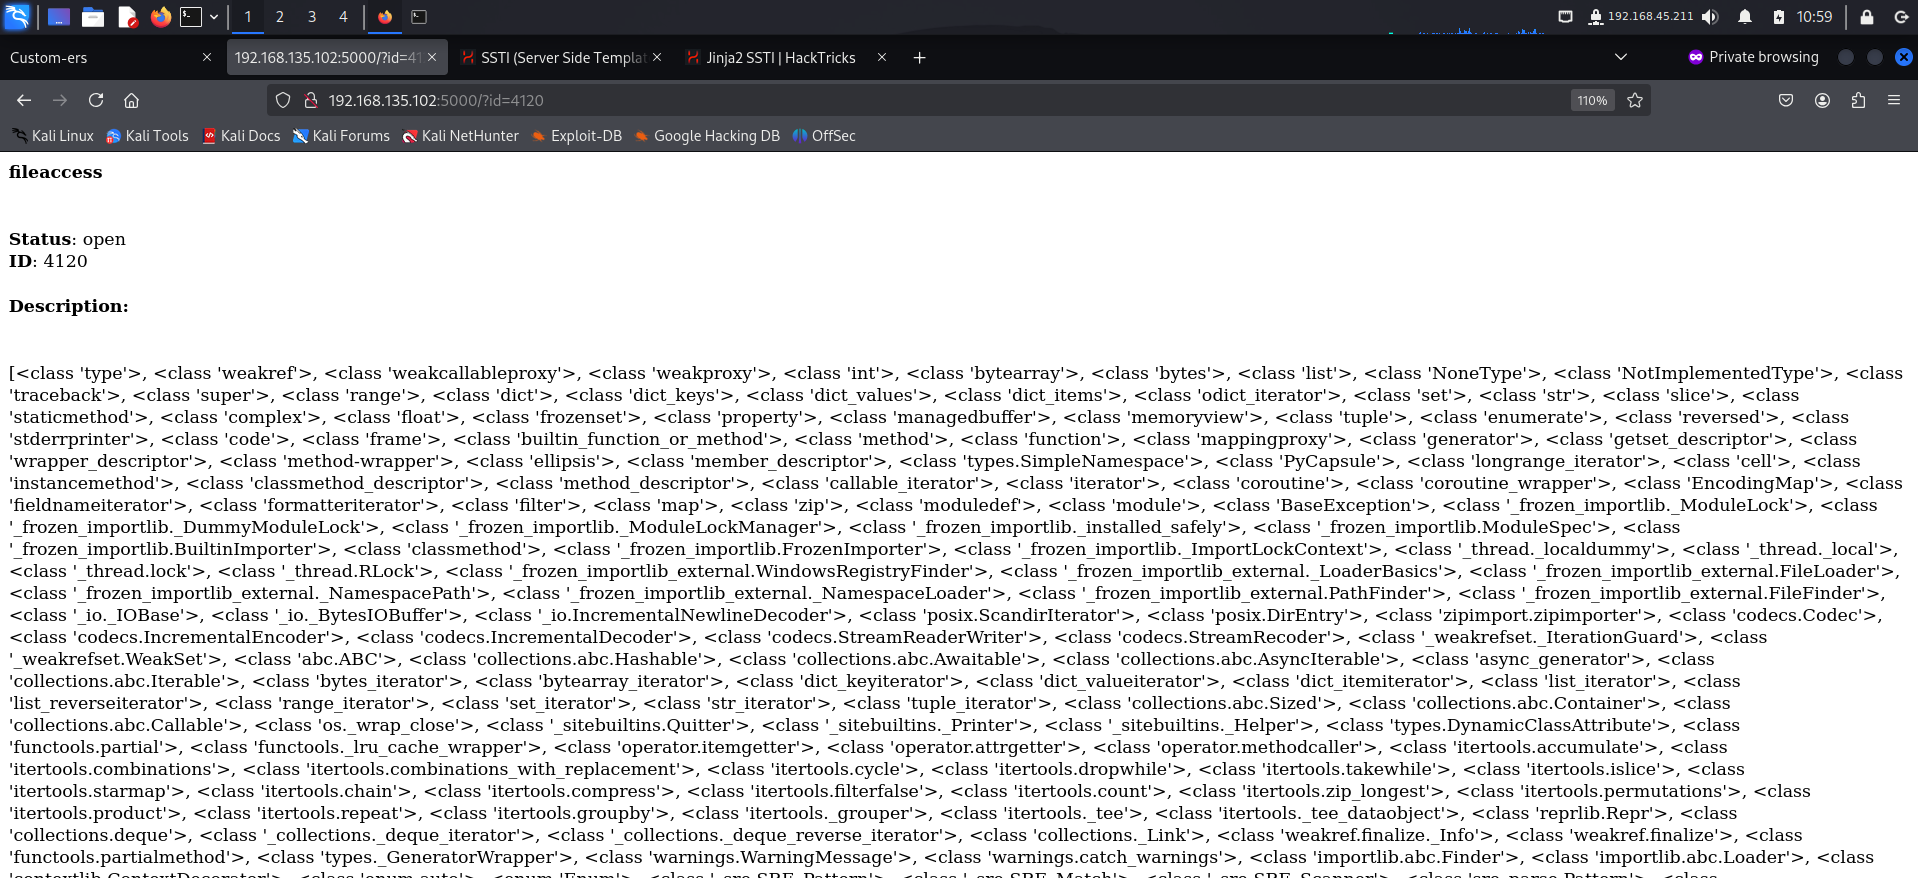 1 2 3 4 192.168.45.211 10:59
Custom-ers 192.168.135.102:5000/?id=41 SSTI (Server Side Templat Jinja2 SSTI | HackTricks Private browsing
192.168.135.102:5000/?id=4120 110%
Kali Linux Kali Tools Kali Docs Kali Forums Kali NetHunter Exploit-DB Google Hacking DB OffSec
fileaccess
Status: open
ID: 4120
Description:
[<class 'type'>, <class 'weakref'>, <class 'weakcallableproxy'>, <class 'weakproxy'>, <class 'int'>, <class 'bytearray'>, <class 'bytes'>, <class 'list'>, <class 'NoneType'>, <class 'NotImplementedType'>, <class
'traceback'>, <class 'super'>, <class 'range'>, <class 'dict'>, <class 'dict_keys'>, <class 'dict_values'>, <class 'dict_items'>, <class 'odict_iterator'>, <class 'set'>, <class 'str'>, <class 'slice'>, <class
'staticmethod'>, <class 'complex'>, <class 'float'>, <class 'frozenset'>, <class 'property'>, <class 'managedbuffer'>, <class 'memoryview'>, <class 'tuple'>, <class 'enumerate'>, <class 'reversed'>, <class
'stderrprinter'>, <class 'code'>, <class 'frame'>, <class 'builtin_function_or_method'>, <class 'method'>, <class 'function'>, <class 'mappingproxy'>, <class 'generator'>, <class 'getset_descriptor'>, <class
'wrapper_descriptor'>, <class 'method-wrapper'>, <class 'ellipsis'>, <class 'member_descriptor'>, <class 'types.SimpleNamespace'>, <class 'PyCapsule'>, <class 'longrange_iterator'>, <class 'cell'>, <class
'instancemethod'>, <class 'classmethod_descriptor'>, <class 'method_descriptor'>, <class 'callable_iterator'>, <class 'iterator'>, <class 'coroutine'>, <class 'coroutine_wrapper'>, <class 'EncodingMap'>, <class
'fieldnameiterator'>, <class 'formatteriterator'>, <class 'filter'>, <class 'map'>, <class 'zip'>, <class 'moduledef'>, <class 'module'>, <class 'BaseException'>, <class '_frozen_importlib._ModuleLock'>, <class
'_frozen_importlib._DummyModuleLock'>, <class '_frozen_importlib._ModuleLockManager'>, <class '_frozen_importlib._installed_safely'>, <class '_frozen_importlib.ModuleSpec'>, <class
'_frozen_importlib.BuiltinImporter'>, <class 'classmethod'>, <class '_frozen_importlib.FrozenImporter'>, <class '_frozen_importlib._ImportLockContext'>, <class '_thread._localdummy'>, <class '_thread._local'>,
<class '_thread.lock'>, <class '_thread.RLock'>, <class '_frozen_importlib_external.WindowsRegistryFinder'>, <class '_frozen_importlib_external._LoaderBasics'>, <class '_frozen_importlib_external.FileLoader'>,
<class '_frozen_importlib_external._NamespacePath'>, <class '_frozen_importlib_external._NamespaceLoader'>, <class '_frozen_importlib_external.PathFinder'>, <class '_frozen_importlib_external.FileFinder'>,
<class '_io._IOBase'>, <class '_io._BytesIOBuffer'>, <class '_io.IncrementalNewlineDecoder'>, <class 'posix.ScandirIterator'>, <class 'posix.DirEntry'>, <class 'zipimport.zipimporter'>, <class 'codecs.Codec'>,
<class 'codecs.IncrementalEncoder'>, <class 'codecs.IncrementalDecoder'>, <class 'codecs.StreamReaderWriter'>, <class 'codecs.StreamRecoder'>, <class '_weakrefset._IterationGuard'>, <class
'_weakrefset.WeakSet'>, <class 'abc.ABC'>, <class 'collections.abc.Hashable'>, <class 'collections.abc.Awaitable'>, <class 'collections.abc.AsyncIterable'>, <class 'async_generator'>, <class
'collections.abc.Iterable'>, <class 'bytes_iterator'>, <class 'bytearray_iterator'>, <class 'dict_keyiterator'>, <class 'dict_valueiterator'>, <class 'dict_itemiterator'>, <class 'list_iterator'>, <class
'list_reverseiterator'>, <class 'range_iterator'>, <class 'set_iterator'>, <class 'str_iterator'>, <class 'tuple_iterator'>, <class 'collections.abc.Sized'>, <class 'collections.abc.Container'>, <class
'collections.abc.Callable'>, <class 'os._wrap_close'>, <class '_sitebuiltins.Quitter'>, <class '_sitebuiltins._Printer'>, <class '_sitebuiltins._Helper'>, <class 'types.DynamicClassAttribute'>, <class
'functools.partial'>, <class 'functools._lru_cache_wrapper'>, <class 'operator.itemgetter'>, <class 'operator.attrgetter'>, <class 'operator.methodcaller'>, <class 'itertools.accumulate'>, <class
'itertools.combinations'>, <class 'itertools.combinations_with_replacement'>, <class 'itertools.cycle'>, <class 'itertools.dropwhile'>, <class 'itertools.takewhile'>, <class 'itertools.islice'>, <class
'itertools.starmap'>, <class 'itertools.chain'>, <class 'itertools.compress'>, <class 'itertools.filterfalse'>, <class 'itertools.count'>, <class 'itertools.zip_longest'>, <class 'itertools.permutations'>, <class
'itertools.product'>, <class 'itertools.repeat'>, <class 'itertools.groupby'>, <class 'itertools._grouper'>, <class 'itertools._tee'>, <class 'itertools._tee_dataobject'>, <class 'reprlib.Repr'>, <class
'collections.deque'>, <class '_collections._deque_iterator'>, <class '_collections._deque_reverse_iterator'>, <class 'collections._Link'>, <class 'weakref.finalize._Info'>, <class 'weakref.finalize'>, <class
'functools.partialmethod'>, <class 'types._GeneratorWrapper'>, <class 'warnings.WarningMessage'>, <class 'warnings.catch_warnings'>, <class 'importlib.abc.Finder'>, <class 'importlib.abc.Loader'>, <class
'contextlib.ContextDecorator'>, <class 'enum.auto'>, <enum 'Enum'>, <class '_sre.SRE_Pattern'>, <class '_sre.SRE_Match'>, <class '_sre.SRE_Scanner'>, <class 'sre_parse.Pattern'>, <class